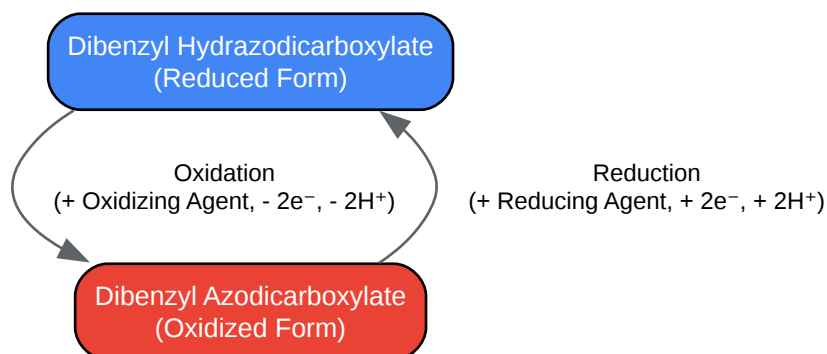 Dibenzyl Hydrazodicarboxylate
(Reduced Form)
Oxidation
(+ Oxidizing Agent, - 2e⁻, - 2H⁺)
Reduction
(+ Reducing Agent, + 2e⁻, + 2H⁺)
Dibenzyl Azodicarboxylate
(Oxidized Form)